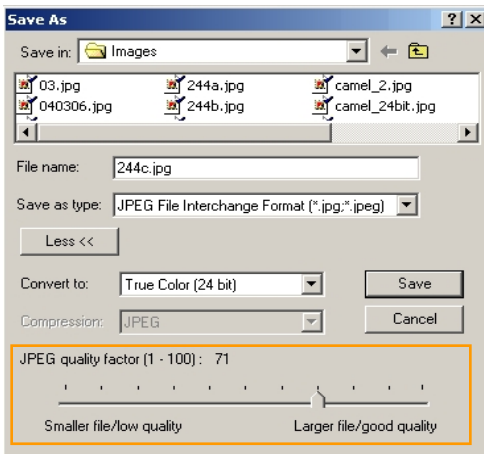 Save As
Save in: Images
03.jpg 244a.jpg camel_2.jpg
040306.jpg 244b.jpg camel_24bit.jpg
File name: 244c.jpg
Save as type: JPEG File Interchange Format (*.jpg;*.jpeg)
Less <<
Convert to: True Color (24 bit) Save
Compression: JPEG Cancel
JPEG quality factor (1 - 100) : 71
Smaller file/low quality Larger file/good quality